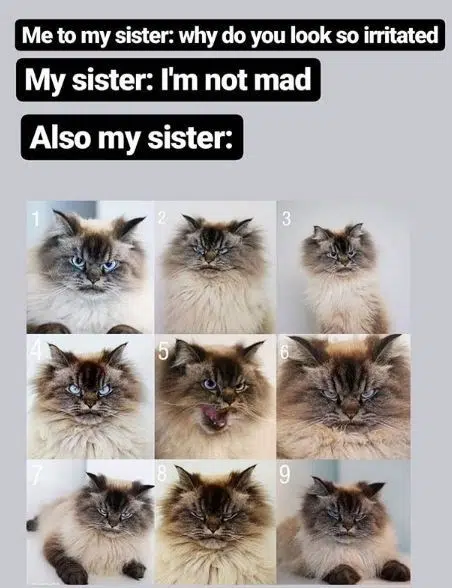 Me to my sister: why do you look so irritated
My sister: I'm not mad
Also my sister:
1 2 3
4 5 6
7 8 9